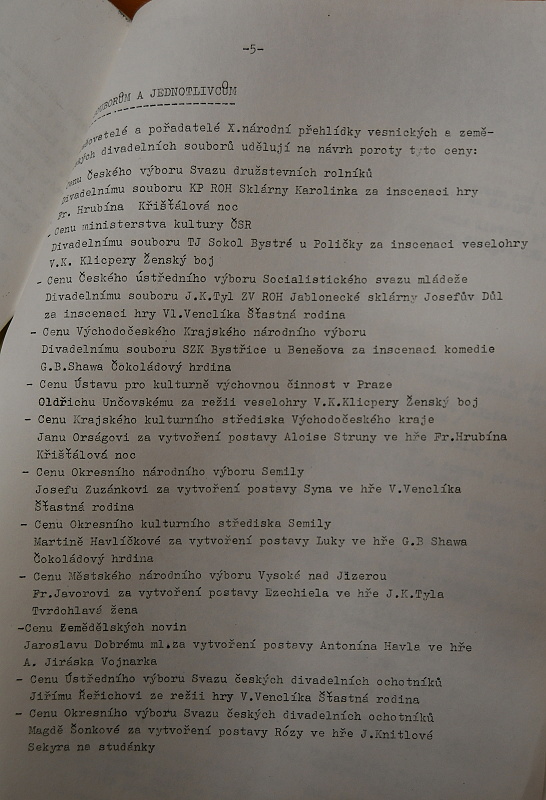 -5-
SOUBORŮM A JEDNOTLIVCŮM
a pořadatelé X.národní přehlídky vesnických a země-
divadelních souborů udělují na návrh poroty tyto ceny:
Cenu českého výboru Svazu družstevních rolníků
Divadelnímu souboru KP ROH Sklárny Karolinka za inscenaci hry
Fr. Hrubína Křišťálová noc
- Cenu ministerstva kultury ČSR
Divadelnímu souboru TJ Sokol Bystré u Poličky za inscenaci veselohry
V.K. Klicpery Ženský boj
- Cenu Českého ústředního výboru Socialistického svazu mládeže
Divadelnímu souboru J.K.Tyl ZV ROH Jablonecké sklárny Josefův Důl
za inscenaci hry Vl.Venclíka Šťastná rodina
- Cenu Východočeského Krajského národního výboru
Divadelnímu souboru SZK Bystřice u Benešova za inscenaci komedie
G.B.Shawa Čokoládový hrdina
- Cenu Ústavu pro kulturně výchovnou činnost v Praze
Oldřichu Unčovskému za režii veselohry V.K.Klicpery Ženský boj
- Cenu Krajského kulturního střediska Východočeského kraje
Janu Orságovi za vytvoření postavy Aloise Struny ve hře Fr.Hrubína
Křišťálová noc
- Cenu Okresního národního výboru Semily
Josefu Zuzánkovi za vytvoření postavy Syna ve hře V.Venclíka
Šťastná rodina
- Cenu Okresního kulturního střediska Semily
Martině Havlíčkové za vytvoření postavy Luky ve hře G.B Shawa
Čokoládový hrdina
- Cenu Městského národního výboru Vysoké nad Jizerou
Fr.Javorovi za vytvoření postavy Ezechiela ve hře J.K.Tyla
Tvrdohlavé žena
-Cenu Zemědělských novin
Jaroslavu Dobrému ml.za vytvoření postavy Antonína Havla ve hře
A. Jiráska Vojnarka
- Cenu Ústředního výboru Svazu českých divadelních ochotníků
Jiřímu Řeřichovi za režii hry V.Venclíka Šťastná rodina
- Cenu Okresního výboru Svazu českých divadelních ochotníků
Magdě Šonkové za vytvoření postavy Rózy ve hře J.Knitlové
Sekyra na studánky